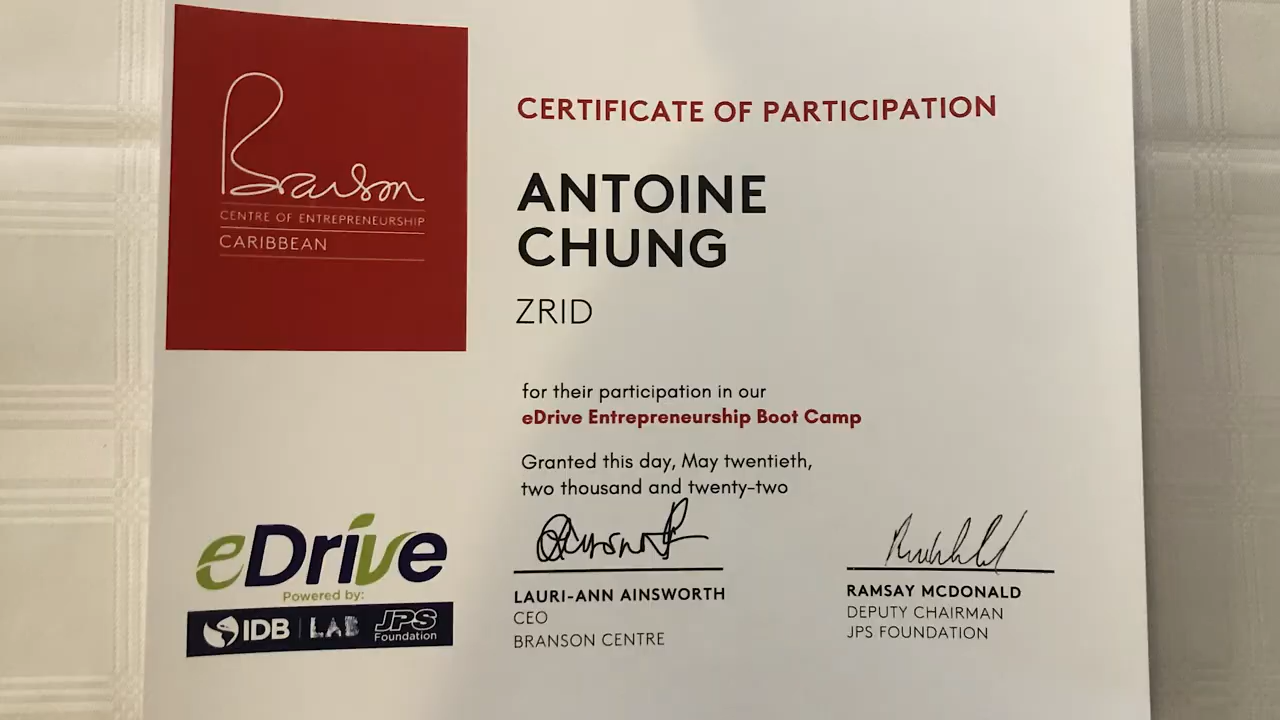 Branson
CENTRE OF ENTREPRENEURSHIP
CARIBBEAN
CERTIFICATE OF PARTICIPATION
ANTOINE
CHUNG
ZRID
for their participation in our
eDrive Entrepreneurship Boot Camp
Granted this day, May twentieth,
two thousand and twenty-two
eDrive
Powered by:
IDB | LAB JPS
Foundation
LAURI-ANN AINSWORTH
CEO
BRANSON CENTRE
RAMSAY MCDONALD
DEPUTY CHAIRMAN
JPS FOUNDATION